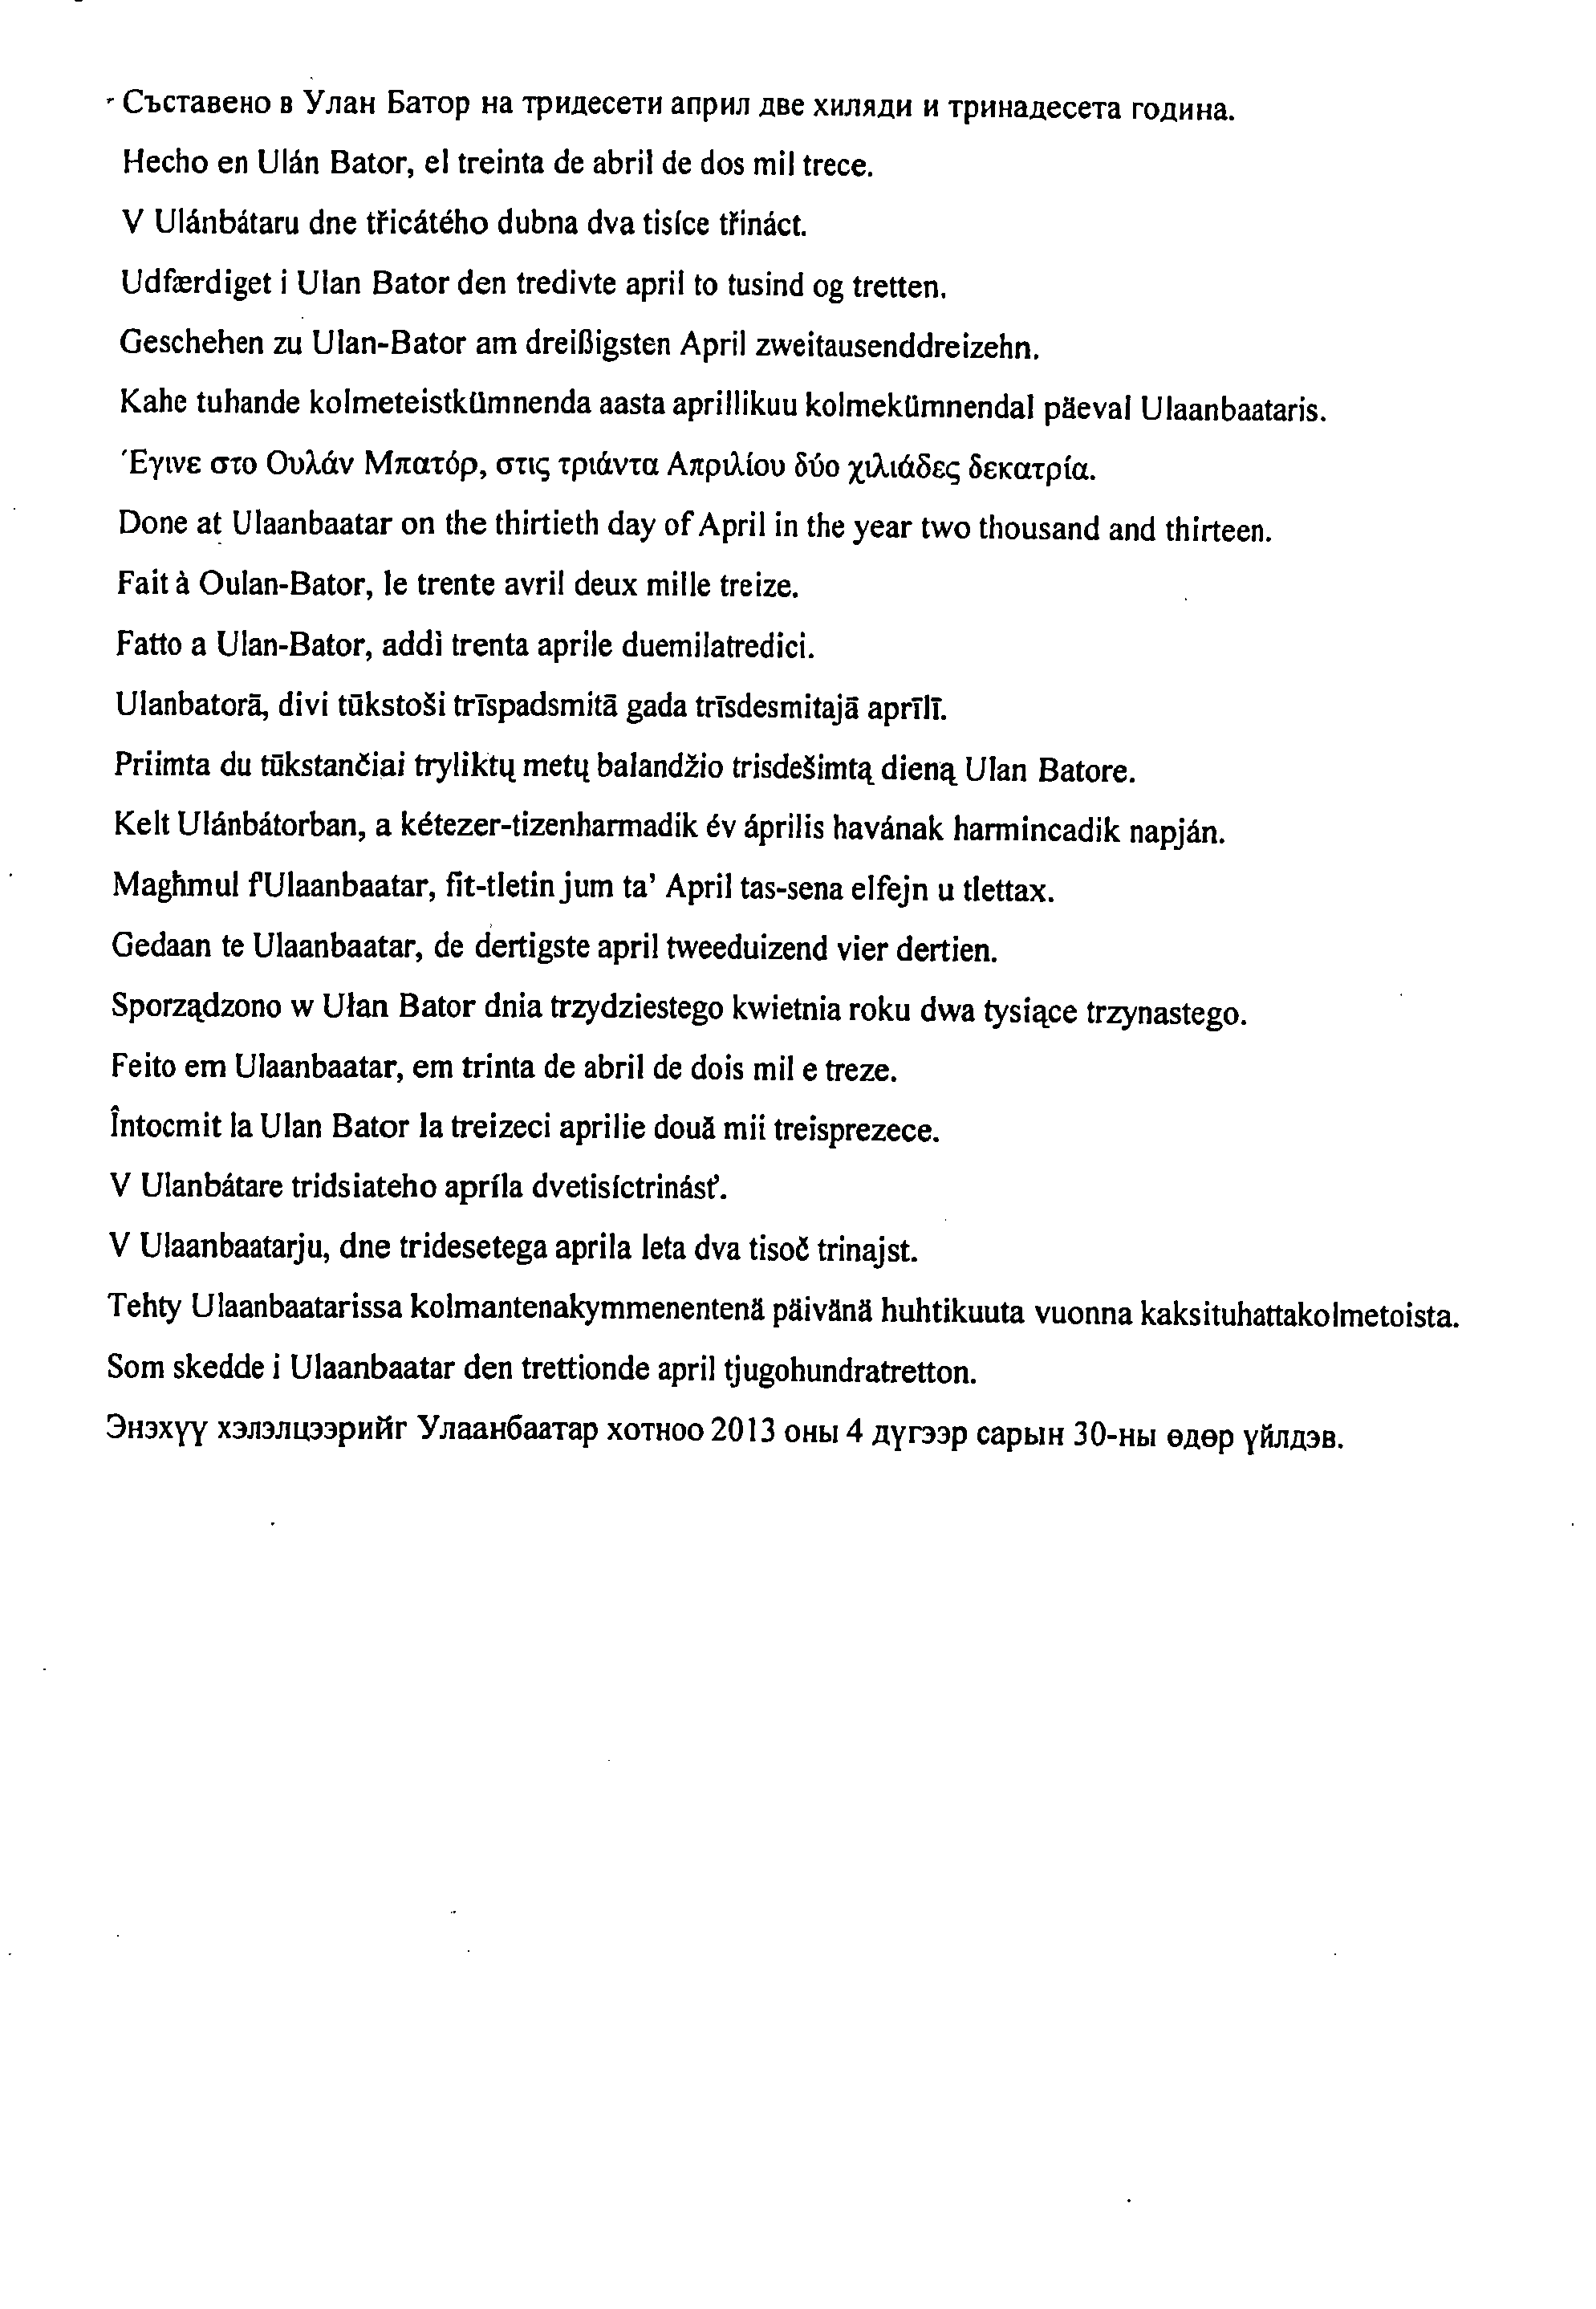 Съставено в Улан Батор на тридесети април две хиляди и тринадесета година.
Hecho en Ulán Bator, el treinta de abril de dos mil trece.
V Ulánbátaru dne třicátého dubna dva tisíce třináct.
Udfærdiget i Ulan Bator den tredivte april to tusind og tretten.
Geschehen zu Ulan-Bator am dreißigsten April zweitausenddreizehn.
Kahe tuhande kolmeteistkümnenda aasta aprillikuu kolmekümnendal päeval Ulaanbaataris.
Έγινε στο Ουλάν Μπατόρ, στις τριάντα Απριλίου δύο χιλιάδες δεκατρία.
Done at Ulaanbaatar on the thirtieth day of April in the year two thousand and thirteen.
Fait à Oulan-Bator, le trente avril deux mille treize.
Fatto a Ulan-Bator, addì trenta aprile duemilatredici.
Ulanbatorā, divi tūkstoši trīspadsmitā gada trīsdesmitajā aprīlī.
Priimta du tūkstančiai tryliktų metų balandžio trisdešimtą dieną Ulan Batore.
Kelt Ulánbátorban, a kétezer-tizenharmadik év április havának harmincadik napján.
Magħmul f'Ulaanbaatar, fit-tletin jum ta' April tas-sena elfejn u tlettax.
Gedaan te Ulaanbaatar, de dertigste april tweeduizend vier dertien.
Sporządzono w Ułan Bator dnia trzydziestego kwietnia roku dwa tysiące trzynastego.
Feito em Ulaanbaatar, em trinta de abril de dois mil e treze.
Întocmit la Ulan Bator la treizeci aprilie două mii treisprezece.
V Ulanbátare tridsiateho apríla dvetisíctrinásť.
V Ulaanbaatarju, dne tridesetega aprila leta dva tisoč trinajst.
Tehty Ulaanbaatarissa kolmantenakymmenentenä päivänä huhtikuuta vuonna kaksituhattakolmetoista.
Som skedde i Ulaanbaatar den trettionde april tjugohundratretton.
Энэхүү хэлэлцээрийг Улаанбаатар хотноо 2013 оны 4 дүгээр сарын 30-ны өдөр үйлдэв.